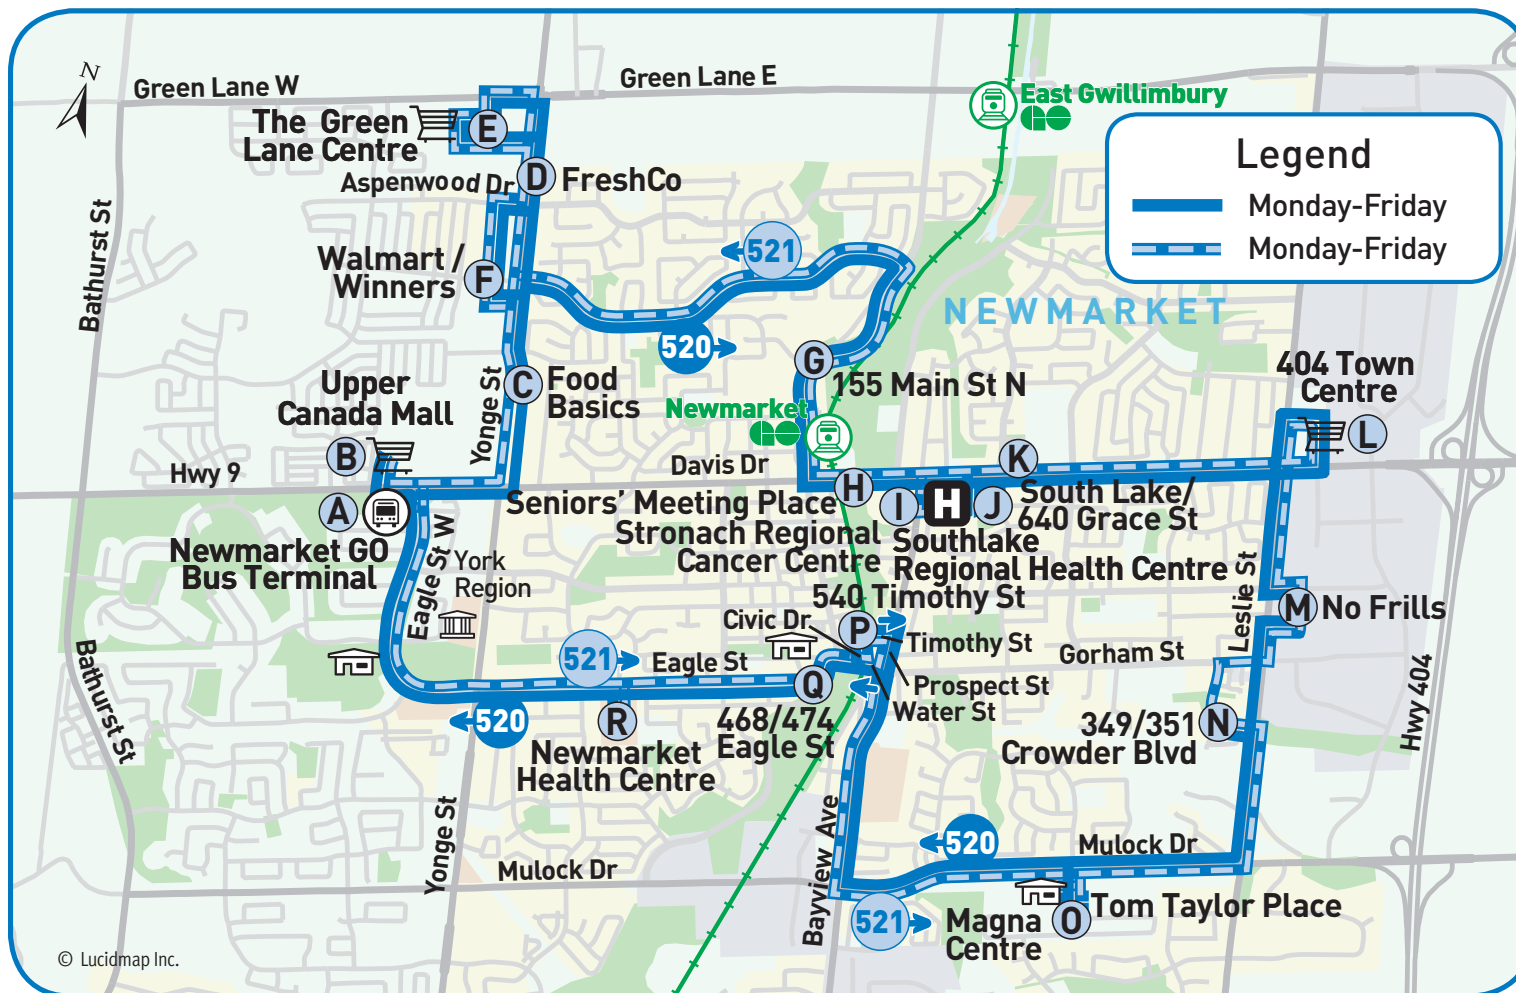 N
Green Lane W
Green Lane E
East Gwillimbury
GO
The Green
Lane Centre
E
Legend
Monday-Friday
Monday-Friday
Aspenwood Dr
D
FreshCo
Bathurst St
Walmart /
Winners
F
521
520
NEWMARKET
G
155 Main St N
Upper
Canada Mall
C
Food
Basics
Yonge St
Newmarket
GO
404 Town
Centre
L
B
Hwy 9
Davis Dr
K
A
Seniors' Meeting Place
H
I
H
J
South Lake/
640 Grace St
Stronach Regional
Cancer Centre
Southlake
Regional Health Centre
Newmarket GO
Bus Terminal
Eagle St W
York
Region
540 Timothy St
Leslie St
M
No Frills
Civic Dr
P
Timothy St
Gorham St
521
Eagle St
Q
Prospect St
Water St
Bathurst St
520
R
468/474
Eagle St
349/351
Crowder Blvd
N
Hwy 404
Newmarket
Health Centre
Yonge St
Mulock Dr
Bayview Ave
520
Mulock Dr
521
Magna
Centre
O
Tom Taylor Place
© Lucidmap Inc.